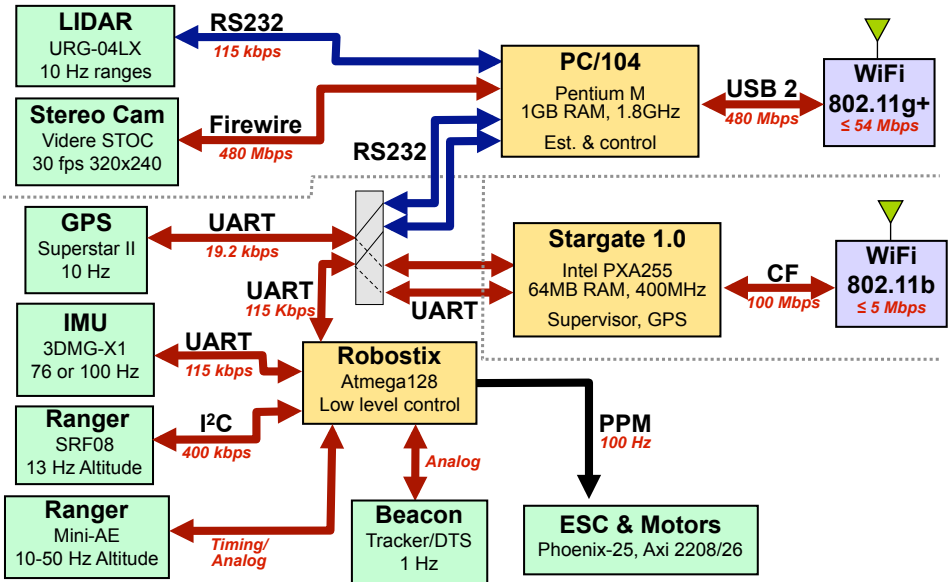 LIDAR
URG-04LX
10 Hz ranges
RS232
115 kbps
Stereo Cam
Videre STOC
30 fps 320x240
Firewire
480 Mbps
RS232
PC/104
Pentium M
1GB RAM, 1.8GHz
Est. & control
USB 2
480 Mbps
WiFi
802.11g+
≤ 54 Mbps
GPS
Superstar II
10 Hz
UART
19.2 kbps
UART
115 Kbps
UART
Stargate 1.0
Intel PXA255
64MB RAM, 400MHz
Supervisor, GPS
CF
100 Mbps
WiFi
802.11b
≤ 5 Mbps
IMU
3DMG-X1
76 or 100 Hz
UART
115 kbps
Robostix
Atmega128
Low level control
PPM
100 Hz
Ranger
SRF08
13 Hz Altitude
I²C
400 kbps
Analog
Ranger
Mini-AE
10-50 Hz Altitude
Timing/
Analog
Beacon
Tracker/DTS
1 Hz
ESC & Motors
Phoenix-25, Axi 2208/26